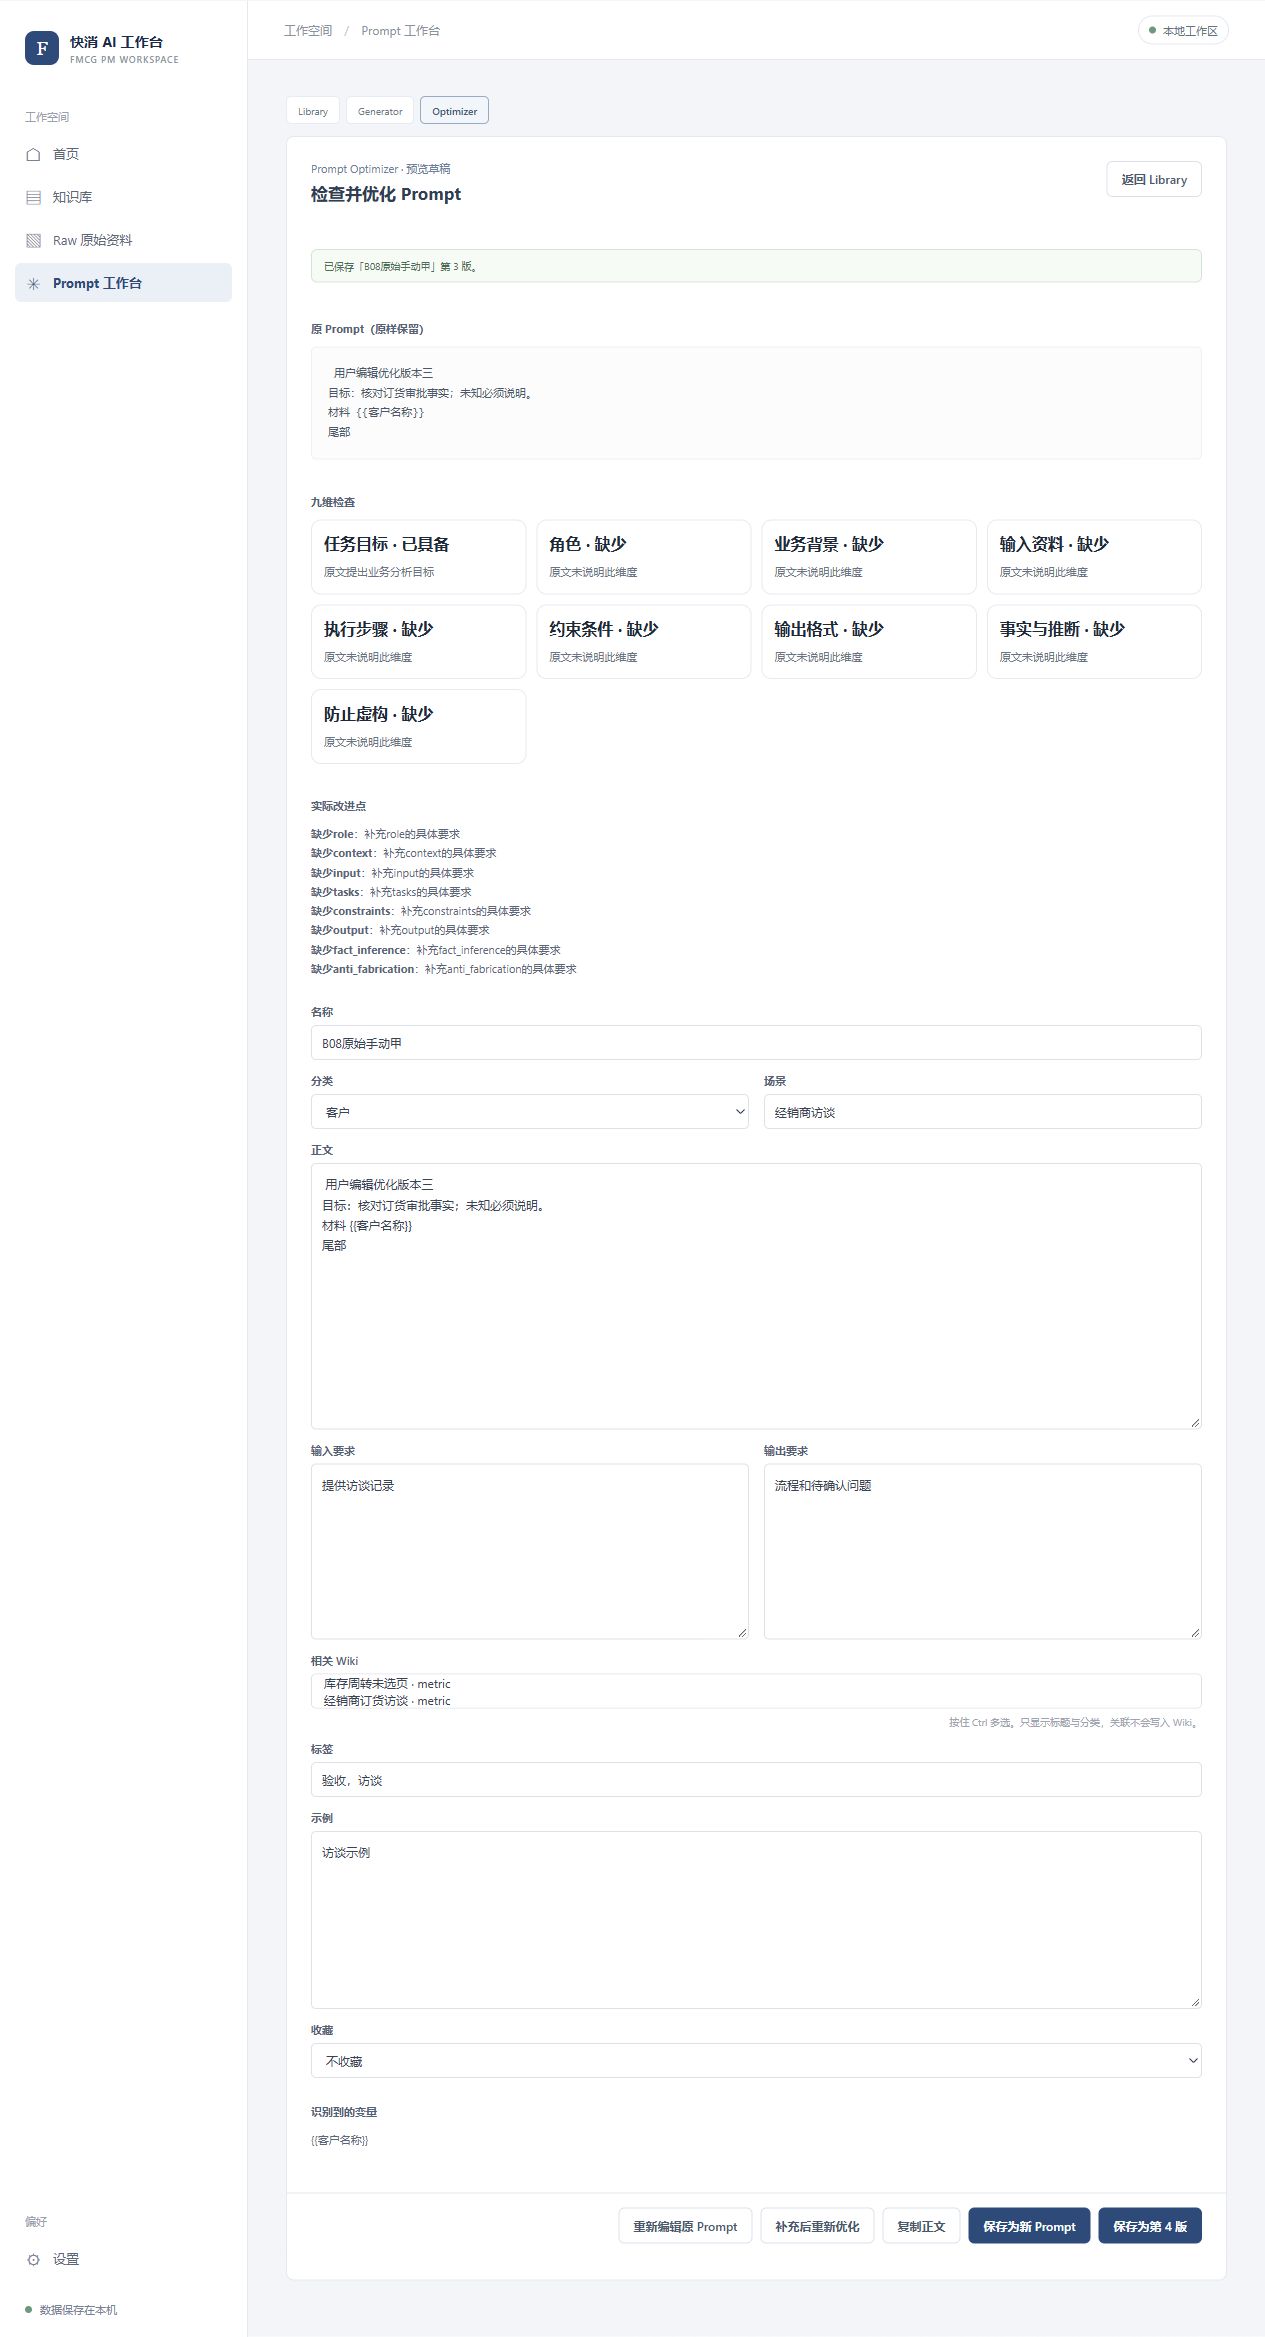 F
快消 AI 工作台
FMCG PM WORKSPACE
工作空间
首页
知识库
Raw 原始资料
Prompt 工作台
偏好
设置
数据保存在本机
工作空间 / Prompt 工作台
本地工作区
Library Generator Optimizer
Prompt Optimizer · 预览草稿
检查并优化 Prompt
返回 Library
已保存「B08原始手动甲」第 3 版。
原 Prompt（原样保留）
用户编辑优化版本三
目标：核对订货审批事实；未知必须说明。
材料 {{客户名称}}
尾部
九维检查
任务目标 · 已具备
原文提出业务分析目标
角色 · 缺少
原文未说明此维度
业务背景 · 缺少
原文未说明此维度
输入资料 · 缺少
原文未说明此维度
执行步骤 · 缺少
原文未说明此维度
约束条件 · 缺少
原文未说明此维度
输出格式 · 缺少
原文未说明此维度
事实与推断 · 缺少
原文未说明此维度
防止虚构 · 缺少
原文未说明此维度
实际改进点
缺少role：补充role的具体要求
缺少context：补充context的具体要求
缺少input：补充input的具体要求
缺少tasks：补充tasks的具体要求
缺少constraints：补充constraints的具体要求
缺少output：补充output的具体要求
缺少fact_inference：补充fact_inference的具体要求
缺少anti_fabrication：补充anti_fabrication的具体要求
名称
B08原始手动甲
分类
客户
场景
经销商访谈
正文
用户编辑优化版本三
目标：核对订货审批事实；未知必须说明。
材料 {{客户名称}}
尾部
输入要求
提供访谈记录
输出要求
流程和待确认问题
相关 Wiki
库存周转未选页 · metric
经销商订货访谈 · metric
按住 Ctrl 多选。只显示标题与分类，关联不会写入 Wiki。
标签
验收，访谈
示例
访谈示例
收藏
不收藏
识别到的变量
{{客户名称}}
重新编辑原 Prompt 补充后重新优化 复制正文 保存为新 Prompt 保存为第 4 版